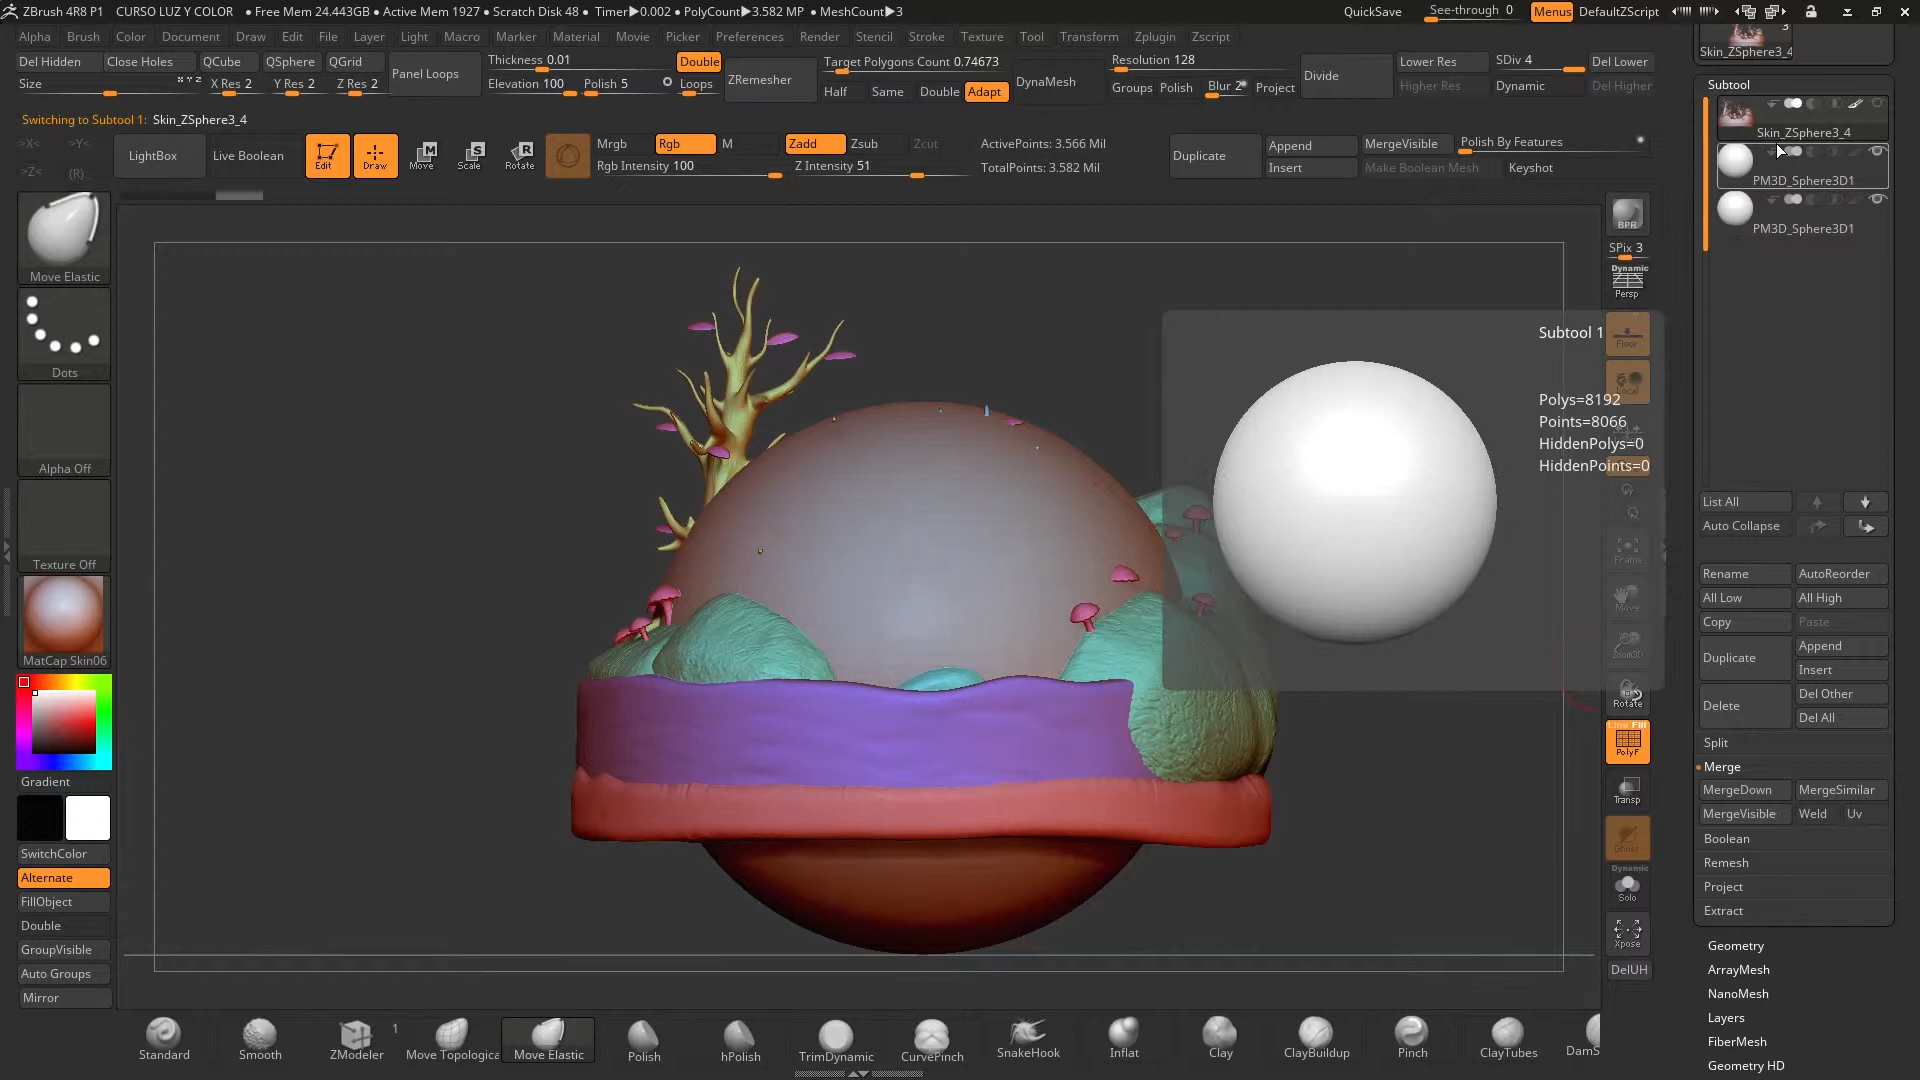 ZBrush 4R8 P1 CURSO LUZ Y COLOR ● Free Mem 24.443GB ● Active Mem 1927 ● Scratch Disk 48 ● Timer▶0.002 ● PolyCount▶3.582 MP ● MeshCount▶3 QuickSave See-through 0 Menus DefaultZScript
Alpha Brush Color Document Draw Edit File Layer Light Macro Marker Material Movie Picker Preferences Render Stencil Stroke Texture Tool Transform Zplugin Zscript
Del Hidden Close Holes QCube QSphere QGrid Panel Loops Thickness 0.01 Double ZRemesher Target Polygons Count 0.74673 DynaMesh Resolution 128 Divide Lower Res SDiv 4 Del Lower
Size X Res 2 Y Res 2 Z Res 2 Elevation 100 Polish 5 Loops Half Same Double Adapt Groups Polish Blur 2 Project Higher Res Dynamic Del Higher
Switching to Subtool 1: Skin_ZSphere3_4
>X< >Y< LightBox Live Boolean Edit Draw Move Scale Rotate Mrgb Rgb M Zadd Zsub Zcut ActivePoints: 3.566 Mil Duplicate Append MergeVisible Polish By Features
>Z< (R) Rgb Intensity 100 Z Intensity 51 TotalPoints: 3.582 Mil Insert Make Boolean Mesh Keyshot
Move Elastic
Dots
Alpha Off
Texture Off
MatCap Skin06
Gradient
SwitchColor
Alternate
FillObject
Double
GroupVisible
Auto Groups
Mirror
Subtool 1
Polys=8192
Points=8066
HiddenPolys=0
HiddenPoints=0
BPR
SPix 3
Dynamic
Persp
Floor
Local
Frame
Move
Zoom3D
Rotate
Line Fill
PolyF
Transp
Ghost
Dynamic
Solo
Xpose
DelUH
3
Skin_ZSphere3_4
Subtool
Skin_ZSphere3_4
PM3D_Sphere3D1
PM3D_Sphere3D1
List All
Auto Collapse
Rename AutoReorder
All Low All High
Copy Paste
Duplicate Append
Insert
Delete Del Other
Del All
Split
Merge
MergeDown MergeSimilar
MergeVisible Weld Uv
Boolean
Remesh
Project
Extract
Geometry
ArrayMesh
NanoMesh
Layers
FiberMesh
Geometry HD
Standard Smooth ZModeler 1 Move Topologica Move Elastic Polish hPolish TrimDynamic CurvePinch SnakeHook Inflat Clay ClayBuildup Pinch ClayTubes DamS